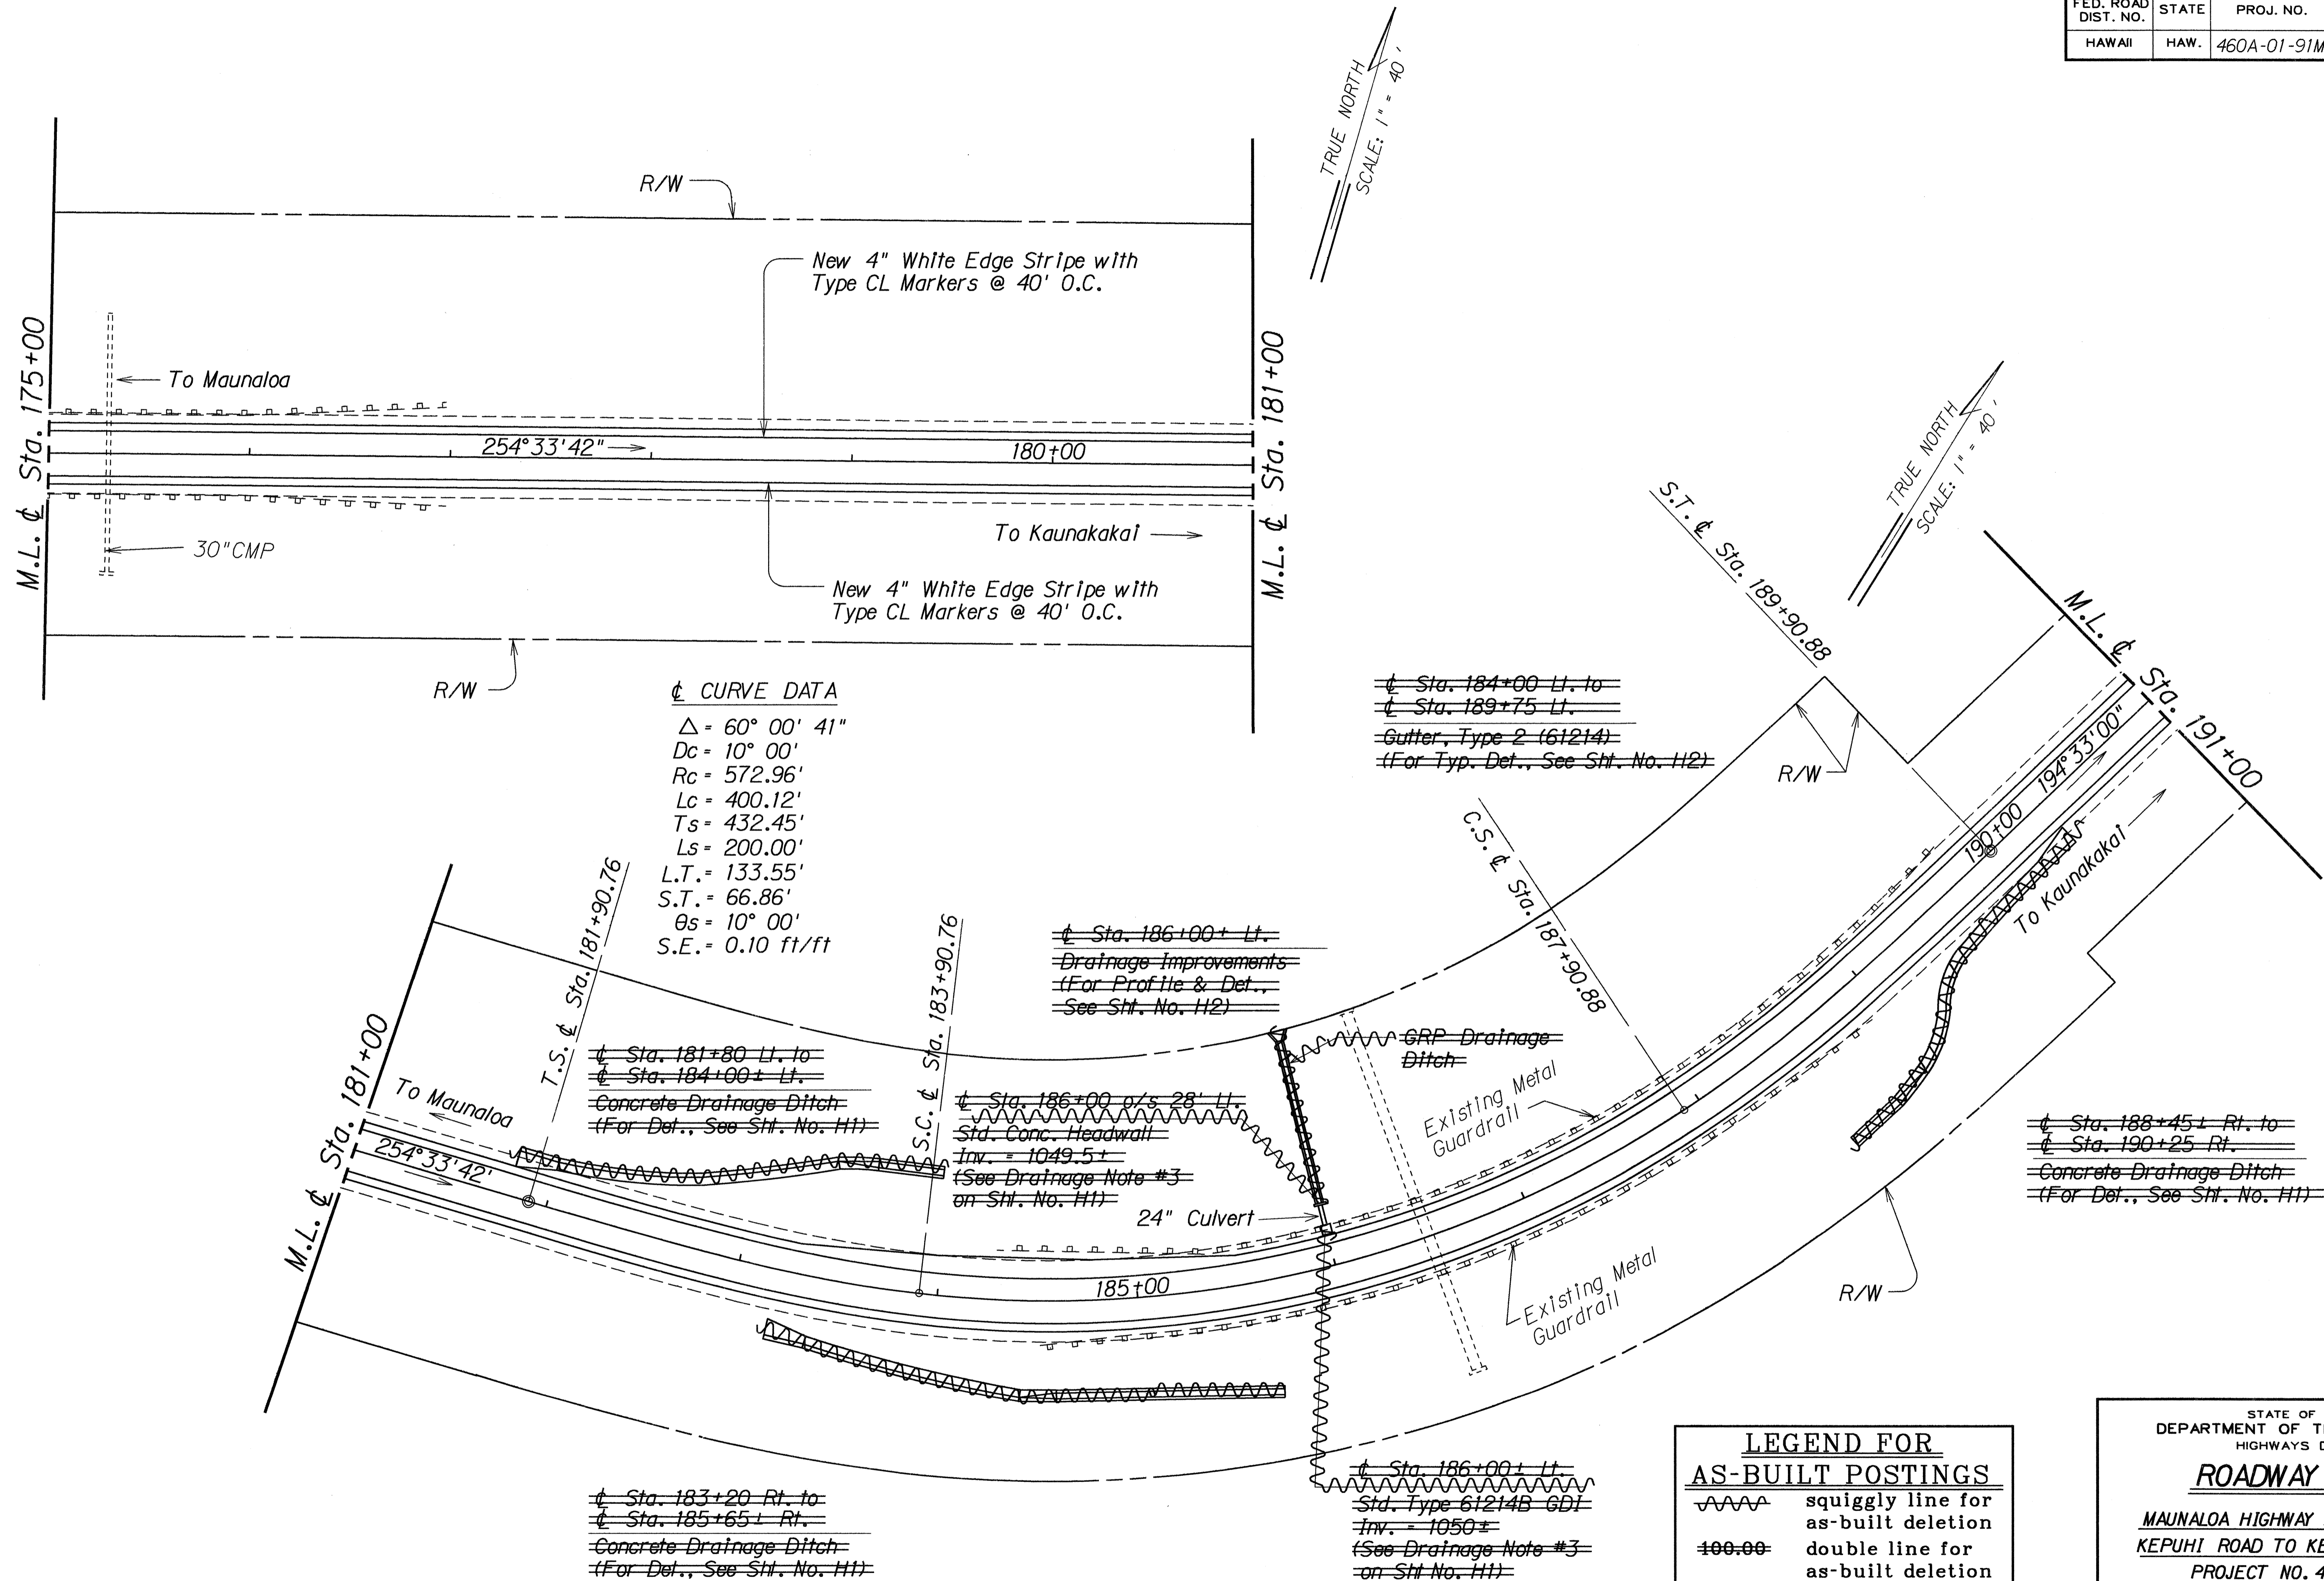 FED. ROAD DIST. NO.
STATE
PROJ. NO.
HAWAII
HAW.
460A-01-91M
TRUE NORTH
SCALE: 1" = 40'
R/W
New 4" White Edge Stripe with
Type CL Markers @ 40' O.C.
M.L. ℄ Sta. 175+00
To Maunaloa
254°33'42"
180+00
M.L. ℄ Sta. 181+00
30"CMP
To Kaunakakai
New 4" White Edge Stripe with
Type CL Markers @ 40' O.C.
R/W
TRUE NORTH
SCALE: 1" = 40'
S.T. ℄ Sta. 189+90.88
M.L. ℄ Sta. 191+00
℄ CURVE DATA
Δ = 60° 00' 41"
Dc = 10° 00'
Rc = 572.96'
Lc = 400.12'
Ts = 432.45'
Ls = 200.00'
L.T. = 133.55'
S.T. = 66.86'
θs = 10° 00'
S.E. = 0.10 ft/ft
℄ Sta. 184+00 Lt. to
℄ Sta. 189+75 Lt.
Gutter, Type 2 (61214)
(For Typ. Det., See Sht. No. H2)
R/W
194°33'00"
190+00
To Kaunakakai
C.S. ℄ Sta. 187+90.88
T.S. ℄ Sta. 181+90.76
S.C. ℄ Sta. 183+90.76
℄ Sta. 186+00± Lt.
Drainage Improvements
(For Profile & Det.,
See Sht. No. H2)
GRP Drainage
Ditch
M.L. ℄ Sta. 181+00
To Maunaloa
254°33'42'
℄ Sta. 181+80 Lt. to
℄ Sta. 184+00± Lt.
Concrete Drainage Ditch
(For Det., See Sht. No. H1)
℄ Sta. 186+00 o/s 28' Lt.
Std. Conc. Headwall
Inv. = 1049.5±
(See Drainage Note #3
on Sht. No. H1)
24" Culvert
Existing Metal
Guardrail
℄ Sta. 188+45± Rt. to
℄ Sta. 190+25 Rt.
Concrete Drainage Ditch
(For Det., See Sht. No. H1)
185+00
Existing Metal
Guardrail
R/W
℄ Sta. 183+20 Rt. to
℄ Sta. 185+65± Rt.
Concrete Drainage Ditch
(For Det., See Sht. No. H1)
℄ Sta. 186+00± Lt.
Std. Type 61214B GDI
Inv. = 1050±
(See Drainage Note #3
on Sht No. H1)
LEGEND FOR
AS-BUILT POSTINGS
squiggly line for
as-built deletion
100.00 double line for
as-built deletion
STATE OF
DEPARTMENT OF
HIGHWAYS
ROADWAY
MAUNALOA HIGHWAY
KEPUHI ROAD TO
PROJECT NO. 4